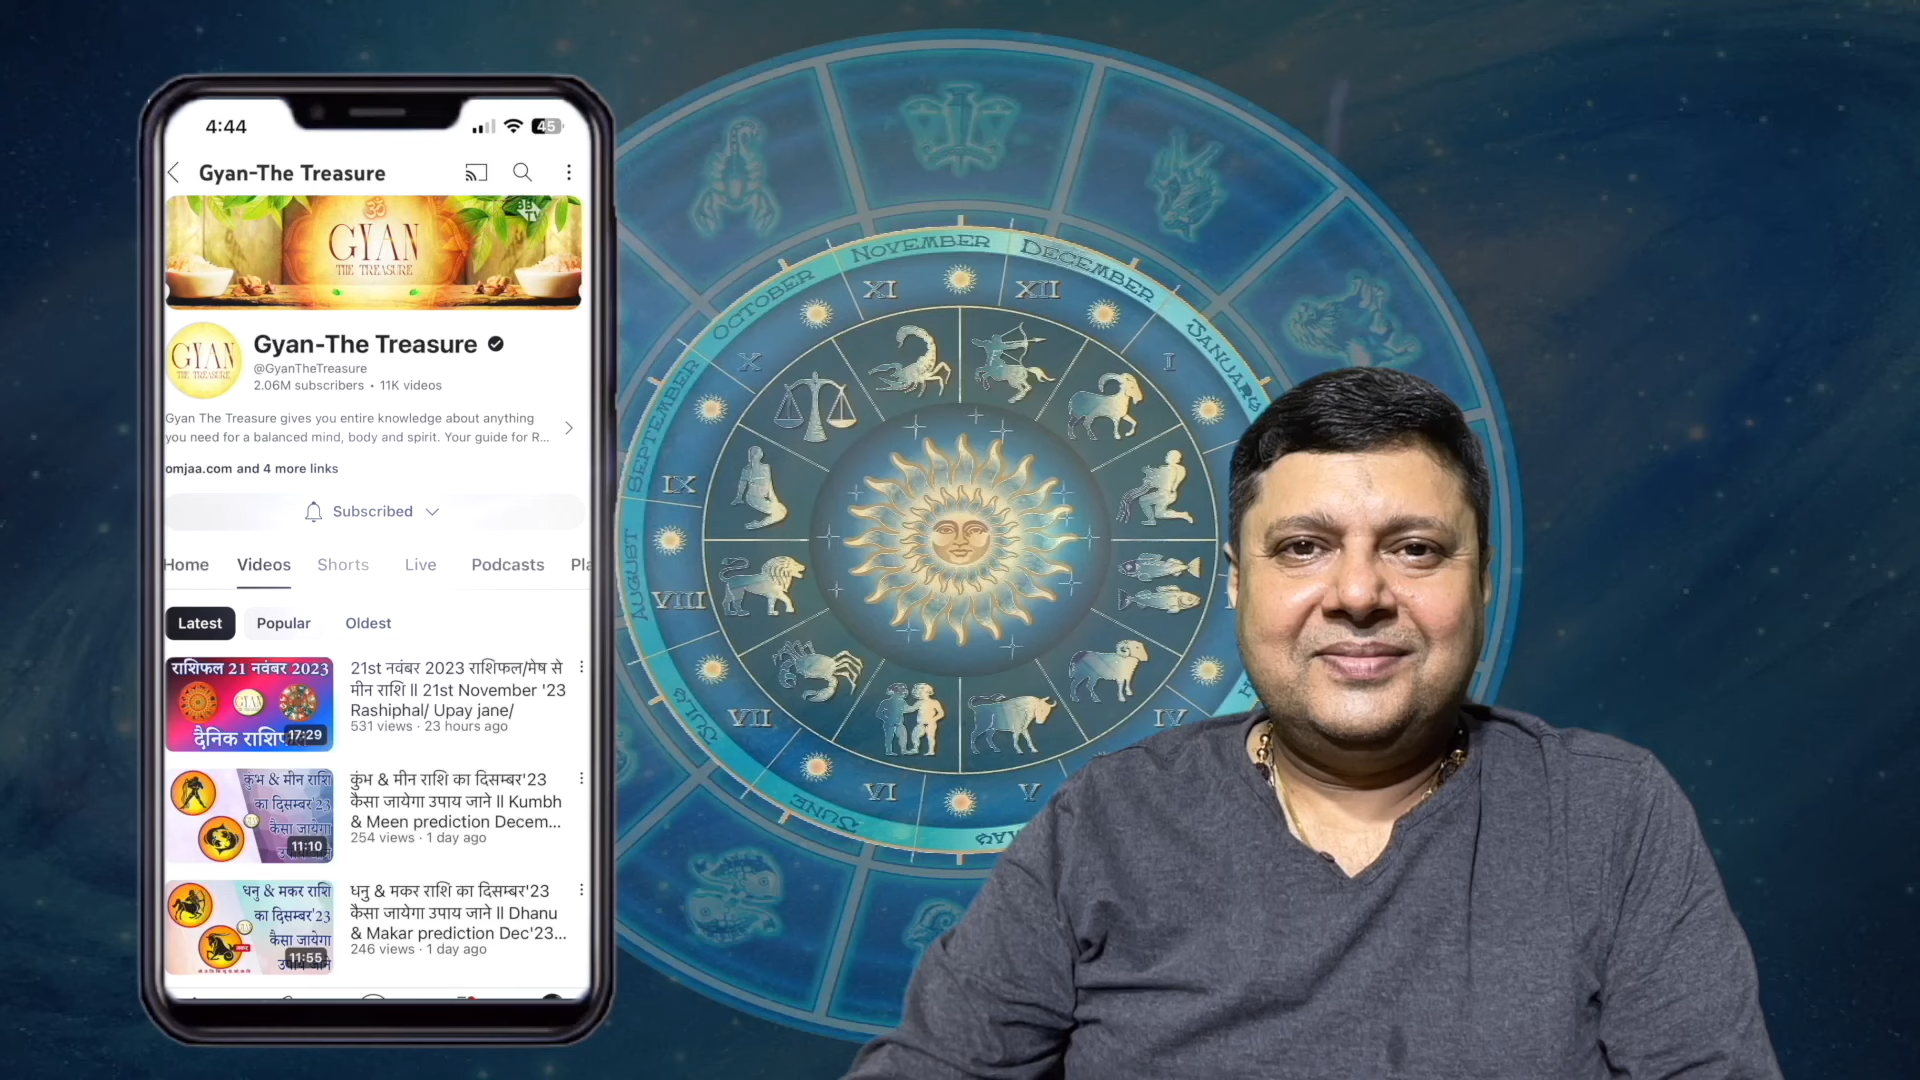 4:44
45
Gyan-The Treasure
ॐ
GYAN
THE TREASURE
Gyan-The Treasure
GYAN
THE TREASURE
@GyanTheTreasure
2.06M subscribers • 11K videos
Gyan The Treasure gives you entire knowledge about anything
you need for a balanced mind, body and spirit. Your guide for R...
omjaa.com and 4 more links
Subscribed
Home Videos Shorts Live Podcasts Pla
Latest Popular Oldest
राशिफल 21 नवंबर 2023
GYAN
17:29
21st नवंबर 2023 राशिफल/मेष से
मीन राशि ll 21st November '23
Rashiphal/ Upay jane/
531 views · 23 hours ago
कुंभ & मीन राशि
का दिसम्बर'23
कैसा जायेगा
11:10
कुंभ & मीन राशि का दिसम्बर'23
कैसा जायेगा उपाय जाने ll Kumbh
& Meen prediction Decem...
254 views · 1 day ago
धनु & मकर राशि
का दिसम्बर'23
कैसा जायेगा
11:55
धनु & मकर राशि का दिसम्बर'23
कैसा जायेगा उपाय जाने ll Dhanu
& Makar prediction Dec'23...
246 views · 1 day ago
NOVEMBER
DECEMBER
JANUARY
OCTOBER
SEPTEMBER
AUGUST
JULY
JUNE
XI
XII
I
X
IX
VIII
VII
VI
V
IV